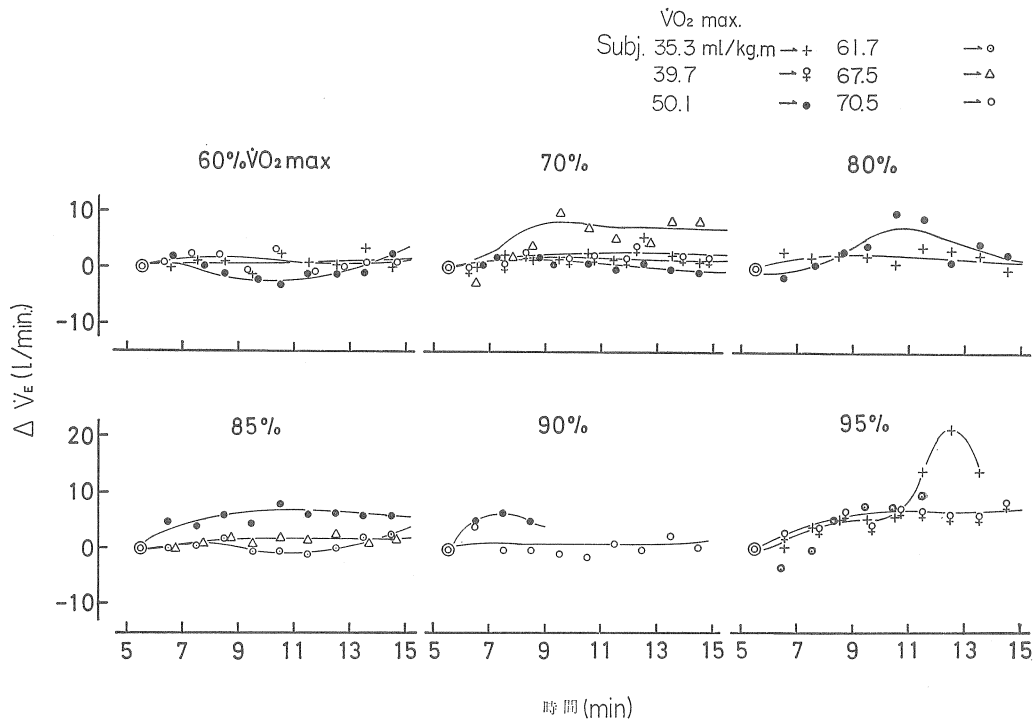 V̇O₂ max.
Subj. 35.3 ml/kg.m → + 61.7 → ⊙
39.7 → ♀ 67.5 → △
50.1 → ● 70.5 → ○
60%V̇O₂max 70% 80%
10
0
-10
85% 90% 95%
20
10
0
-10
Δ V̇E (l/min.)
5 7 9 11 13 15 5 7 9 11 13 15 5 7 9 11 13 15
時間 (min)